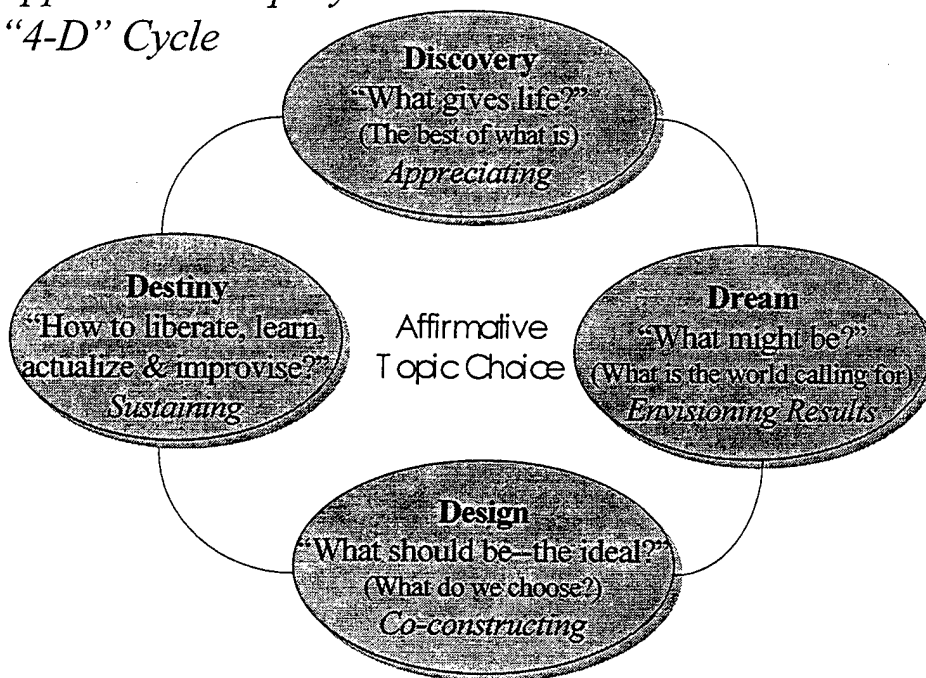 "4-D" Cycle
Discovery
"What gives life?"
(The best of what is)
Appreciating
Destiny
"How to liberate, learn,
actualize & improvise?"
Sustaining
Affirmative
Topic Choice
Dream
"What might be?"
(What is the world calling for)
Envisioning Results
Design
"What should be–the ideal?"
(What do we choose?)
Co-constructing